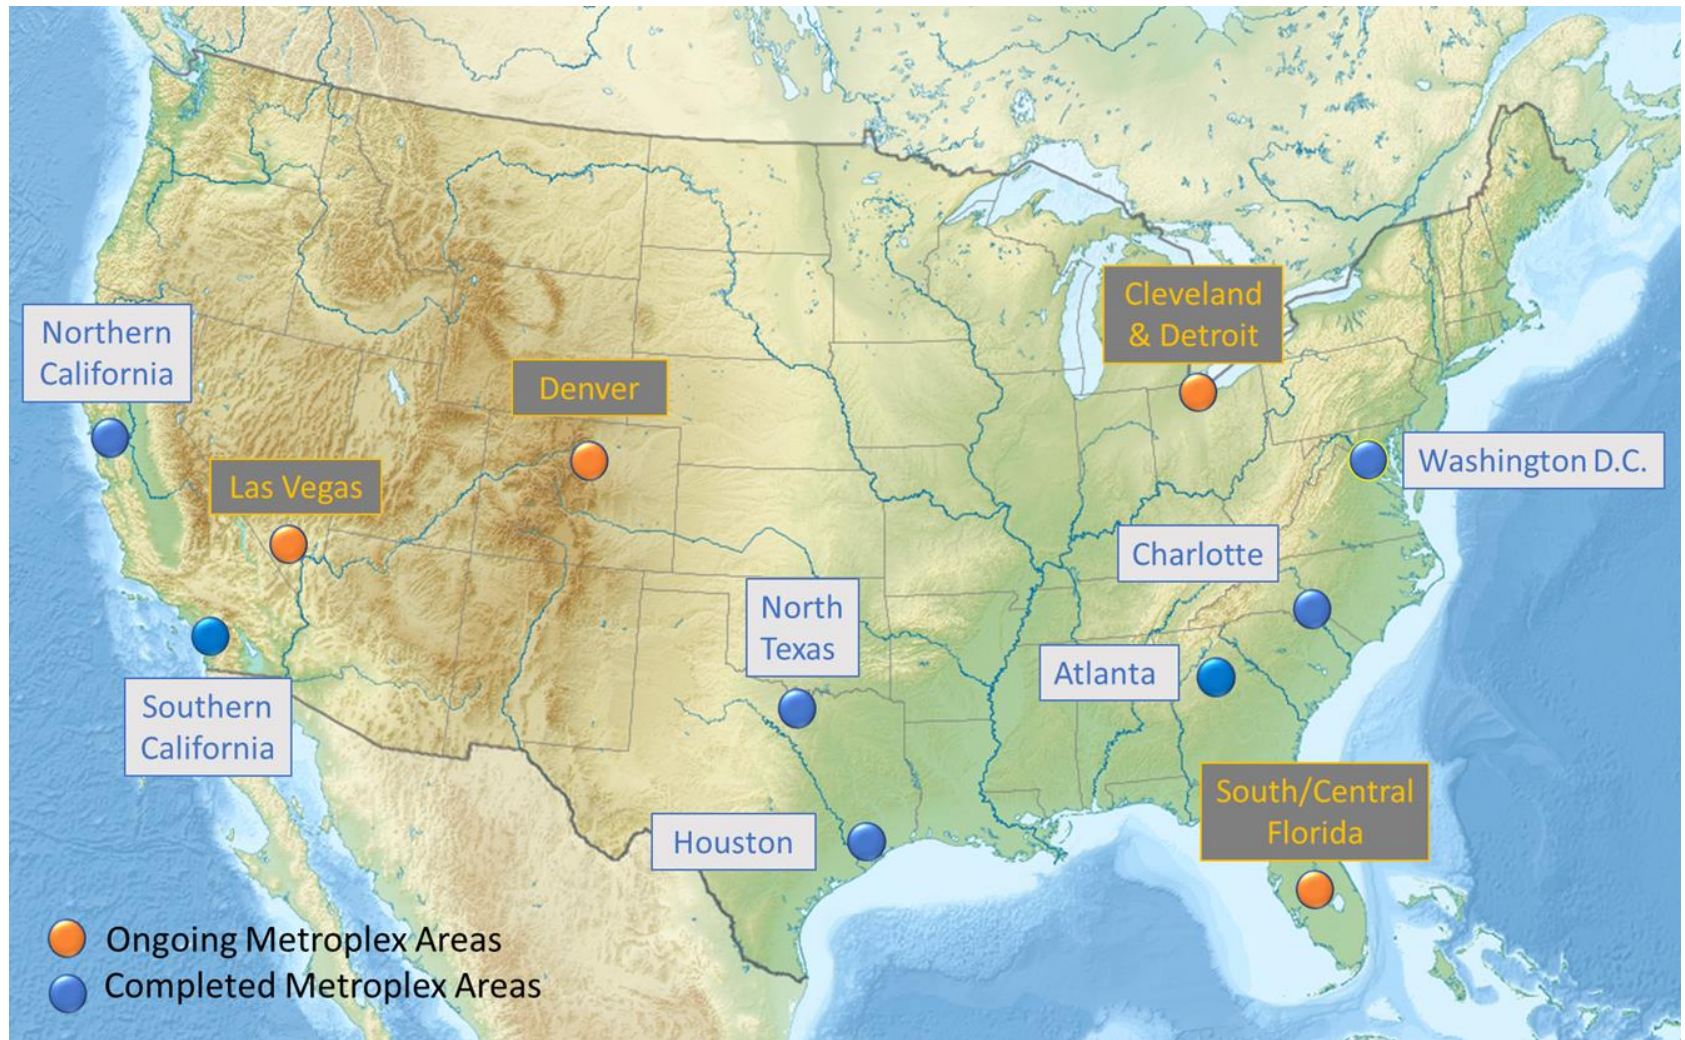 Northern
California
Denver
Las Vegas
Cleveland
& Detroit
Washington D.C.
Charlotte
North
Texas
Atlanta
Southern
California
South/Central
Florida
Houston
Ongoing Metroplex Areas
Completed Metroplex Areas